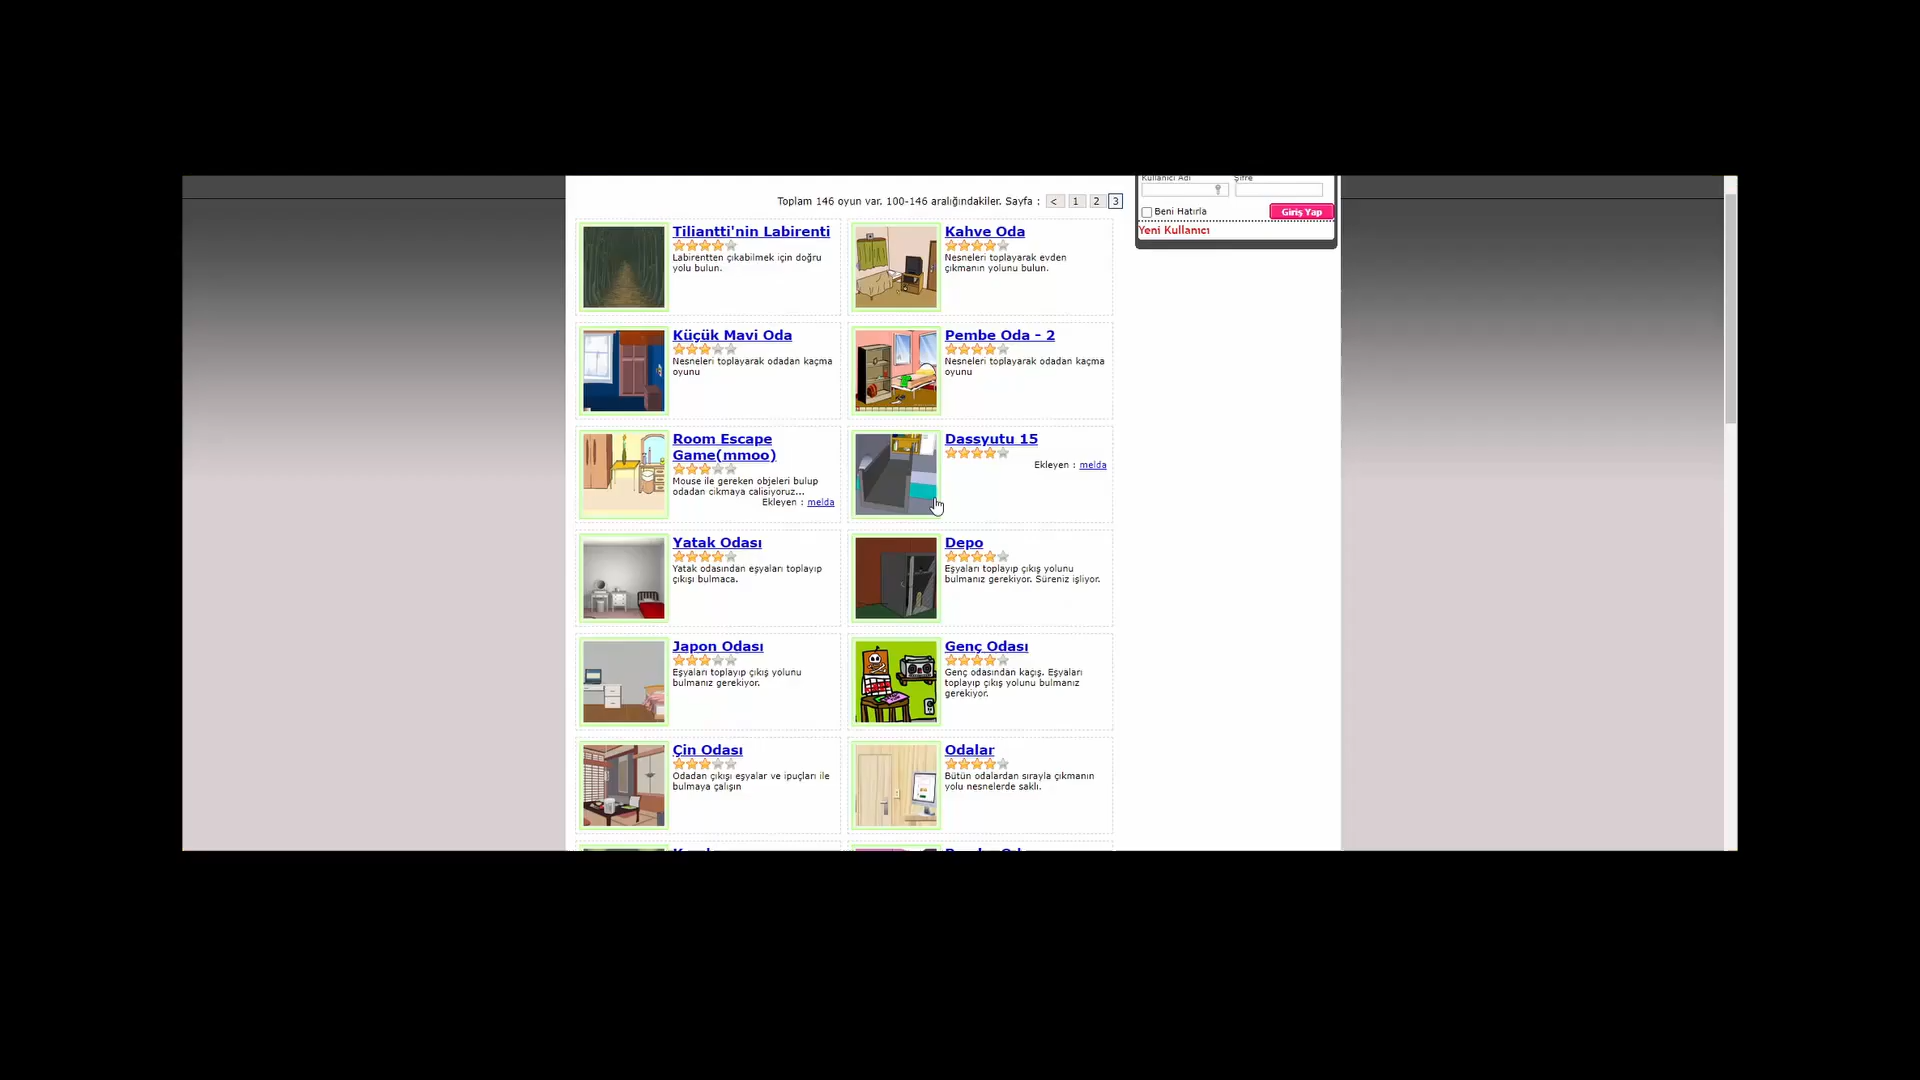 Kullanıcı Adı Şifre
Toplam 146 oyun var. 100-146 aralığındakiler. Sayfa : < 1 2 3
Beni Hatırla Giriş Yap
Yeni Kullanıcı
Tiliantti'nin Labirenti
Labirentten çıkabilmek için doğru
yolu bulun.
Kahve Oda
Nesneleri toplayarak evden
çıkmanın yolunu bulun.
Küçük Mavi Oda
Nesneleri toplayarak odadan kaçma
oyunu
Pembe Oda - 2
Nesneleri toplayarak odadan kaçma
oyunu
Room Escape
Game(mmoo)
Mouse ile gereken objeleri bulup
odadan cıkmaya calisiyoruz...
Ekleyen : melda
Dassyutu 15
Ekleyen : melda
Yatak Odası
Yatak odasından eşyaları toplayıp
çıkışı bulmaca.
Depo
Eşyaları toplayıp çıkış yolunu
bulmanız gerekiyor. Süreniz işliyor.
Japon Odası
Eşyaları toplayıp çıkış yolunu
bulmanız gerekiyor.
Genç Odası
Genç odasından kaçış. Eşyaları
toplayıp çıkış yolunu bulmanız
gerekiyor.
Çin Odası
Odadan çıkışı eşyalar ve ipuçları ile
bulmaya çalışın
Odalar
Bütün odalardan sırayla çıkmanın
yolu nesnelerde saklı.